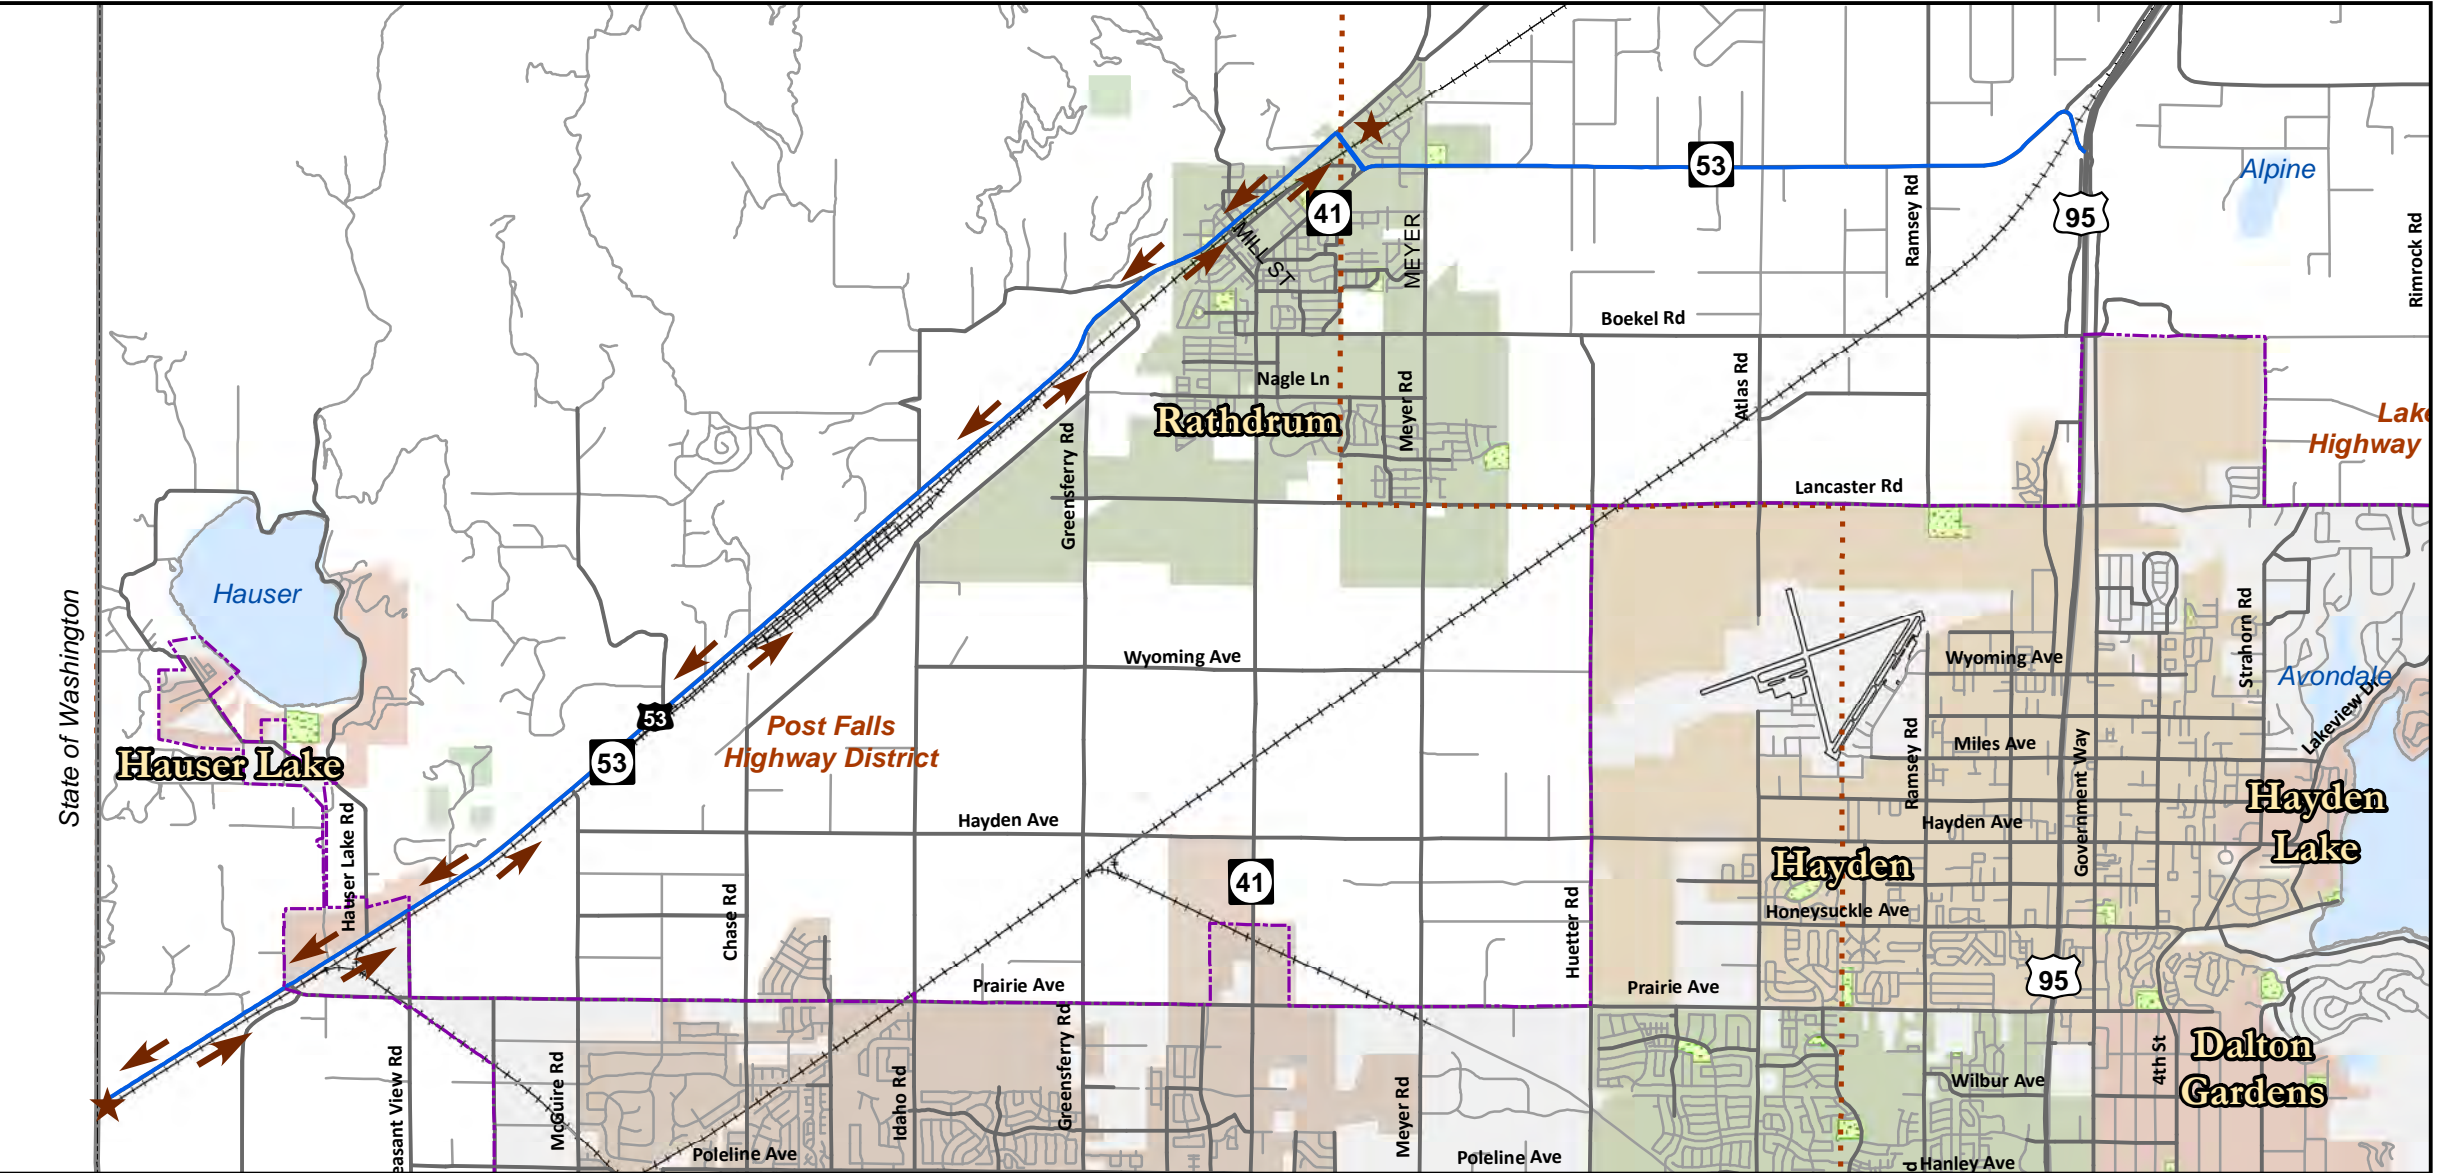 53
Alpine
Ramsey Rd
41
95
MILL ST
MEYER
Rimrock Rd
Boekel Rd
Nagle Ln
Meyer Rd
Atlas Rd
Rathdrum
Greensferry Rd
Lake
Highway
Lancaster Rd
Hauser
State of Washington
Strahorn Rd
Wyoming Ave
Wyoming Ave
Avondale
Lakeview Dr
53
Post Falls
Highway District
53
Ramsey Rd
Miles Ave
Government Way
Hauser Lake
Hauser Lake Rd
Hayden
Lake
Hayden Ave
Hayden Ave
Hayden
41
Chase Rd
Huetter Rd
Honeysuckle Ave
Prairie Ave
Prairie Ave
95
Greensferry Rd
Dalton
Gardens
4th St
easant View Rd
McGuire Rd
Idaho Rd
Meyer Rd
Wilbur Ave
Poleline Ave
Poleline Ave
d
Hanley Ave